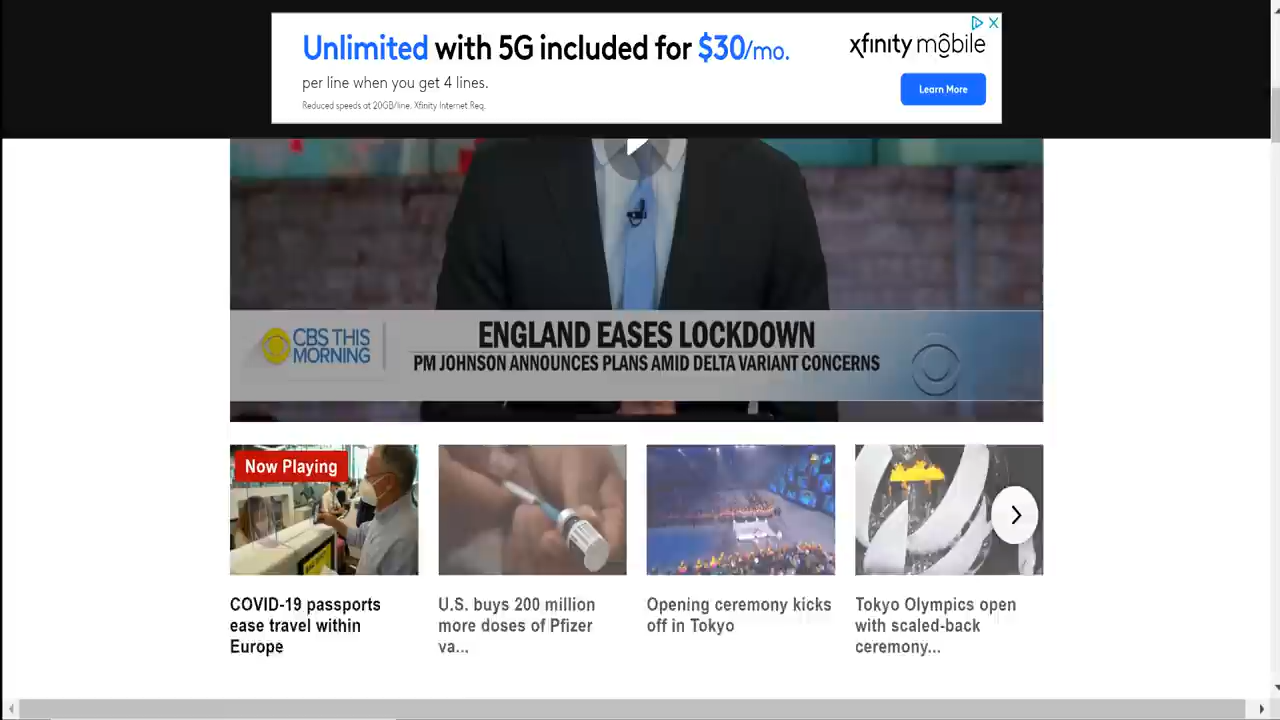 Unlimited with 5G included for $30/mo.
per line when you get 4 lines.
Reduced speeds at 20GB/line. Xfinity Internet Req.
xfinity mobile
Learn More
CBS THIS
MORNING
ENGLAND EASES LOCKDOWN
PM JOHNSON ANNOUNCES PLANS AMID DELTA VARIANT CONCERNS
Now Playing
COVID-19 passports
ease travel within
Europe
U.S. buys 200 million
more doses of Pfizer
va...
Opening ceremony kicks
off in Tokyo
Tokyo Olympics open
with scaled-back
ceremony...